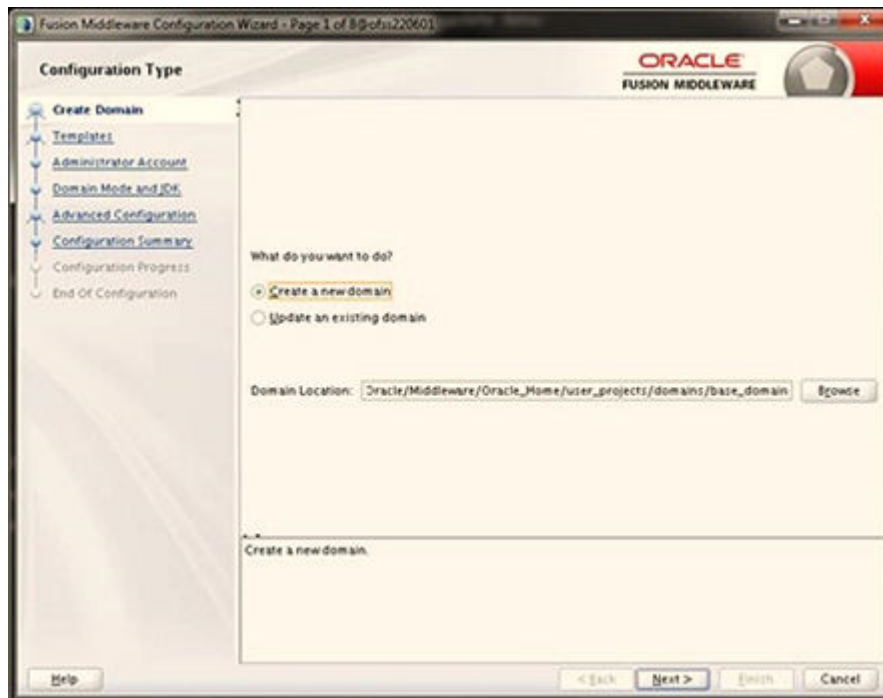 Fusion Middleware Configuration Wizard - Page 1 of 8@ofss220601
Configuration Type
ORACLE
FUSION MIDDLEWARE
Create Domain
Templates
Administrator Account
Domain Mode and JDK
Advanced Configuration
Configuration Summary
Configuration Progress
End Of Configuration
What do you want to do?
Create a new domain
Update an existing domain
Domain Location: Oracle/Middleware/Oracle_Home/user_projects/domains/base_domain Browse
Create a new domain.
Help < Back Next > Finish Cancel